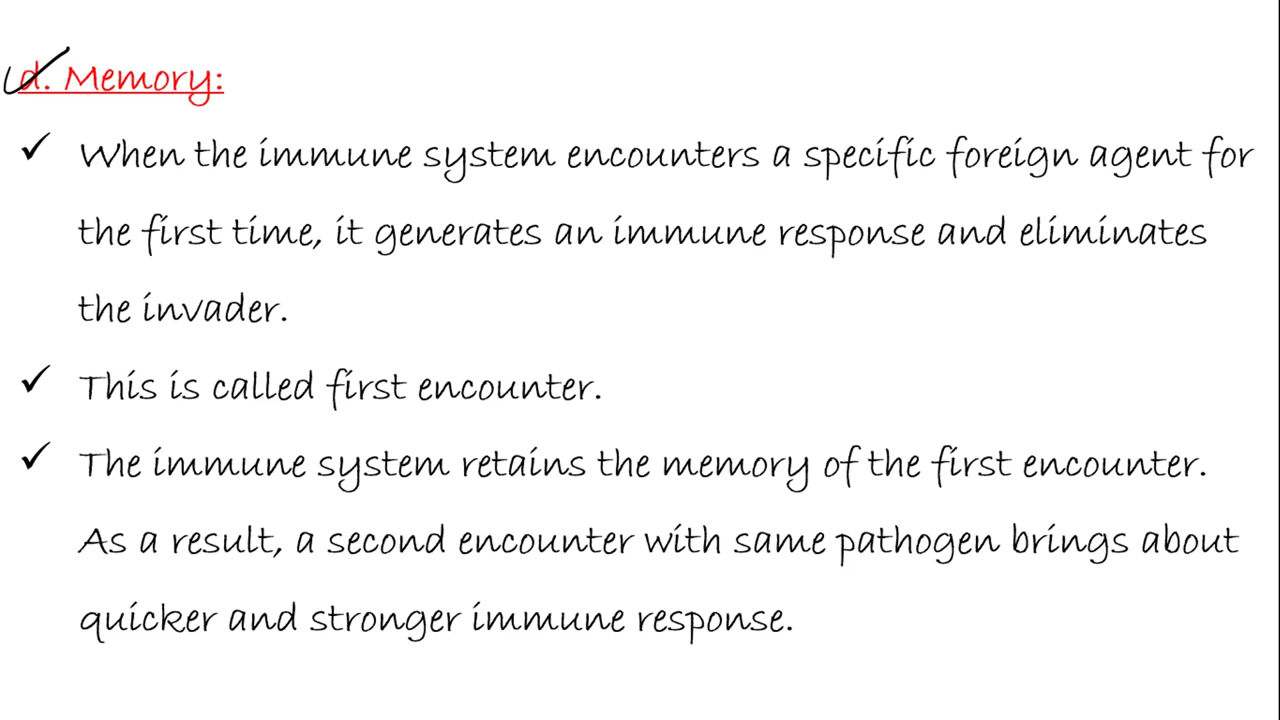 d. Memory:
✓ When the immune system encounters a specific foreign agent for
the first time, it generates an immune response and eliminates
the invader.
✓ This is called first encounter.
✓ The immune system retains the memory of the first encounter.
As a result, a second encounter with same pathogen brings about
quicker and stronger immune response.